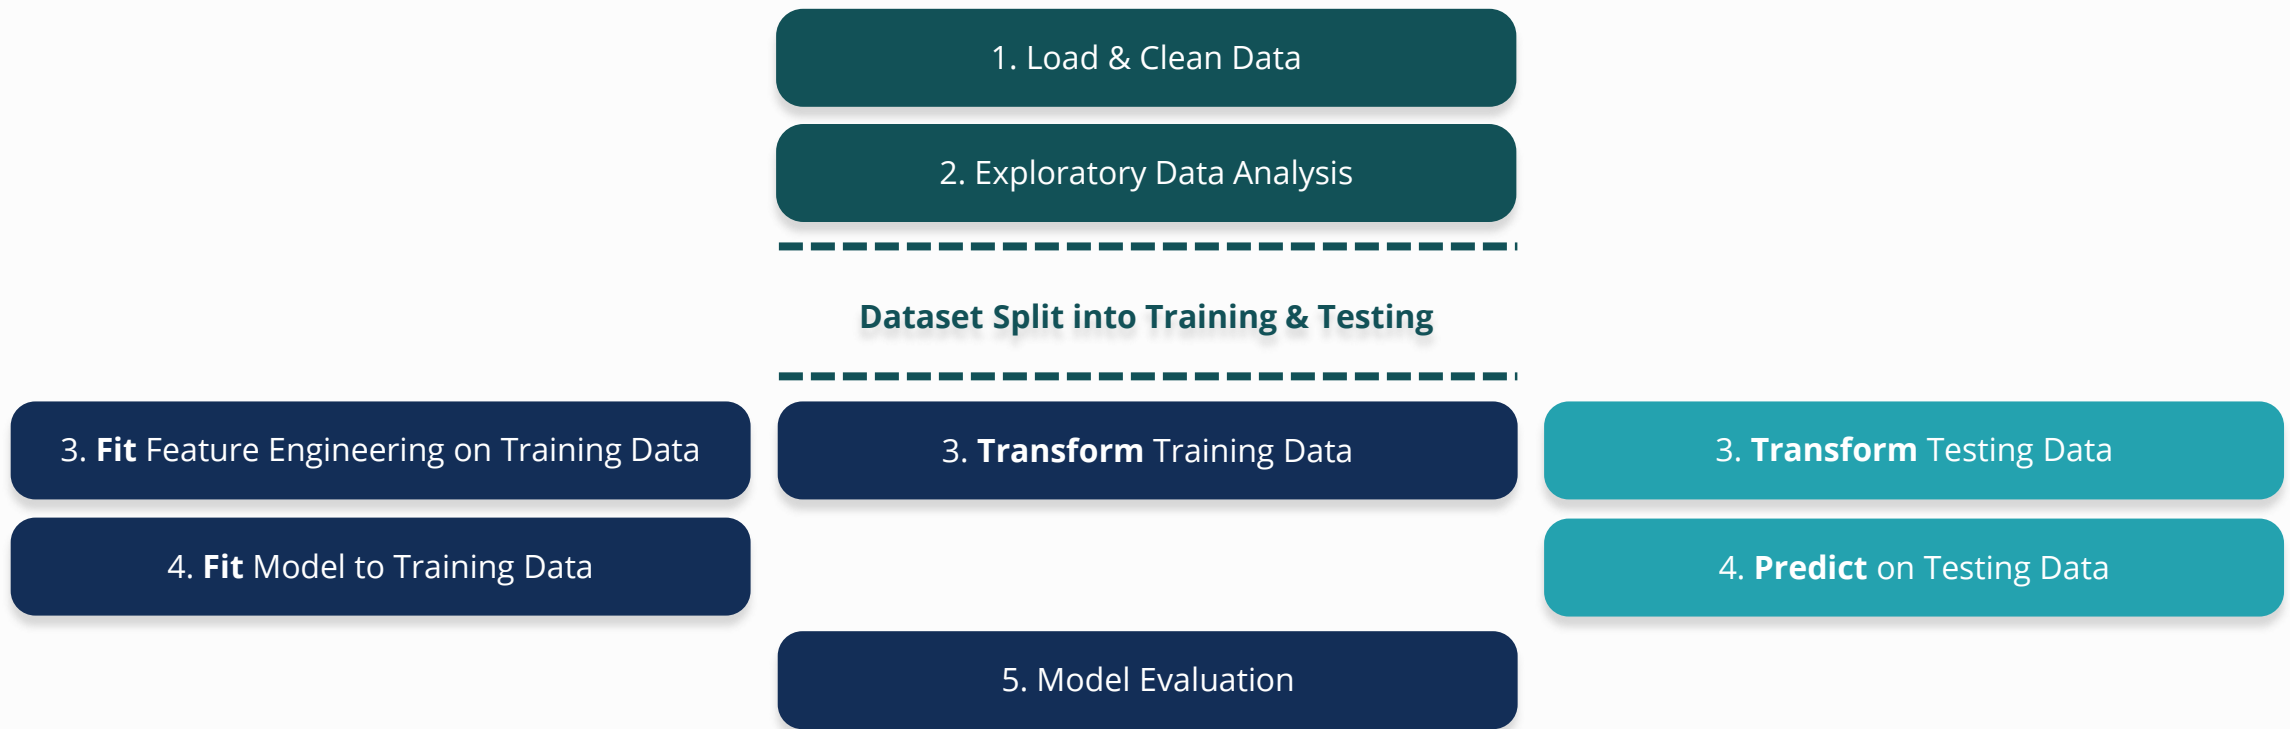 1. Load & Clean Data
2. Exploratory Data Analysis
Dataset Split into Training & Testing
3. Fit Feature Engineering on Training Data
3. Transform Training Data
3. Transform Testing Data
4. Fit Model to Training Data
4. Predict on Testing Data
5. Model Evaluation